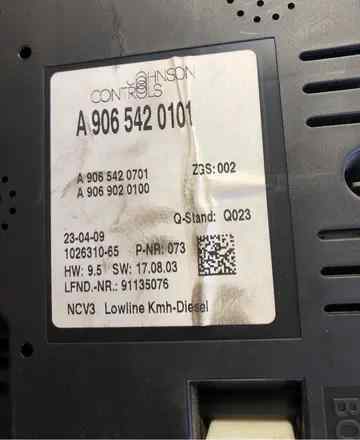 JOHNSON
CONTROLS
A 906 542 0101
A 906 542 0701 ZGS: 002
A 906 902 0100
Q-Stand: Q023
23-04-09
1026310-65 P-NR: 073
HW: 9.5 SW: 17.08.03
LFND.-NR.: 91135076
NCV3 Lowline Kmh-Diesel